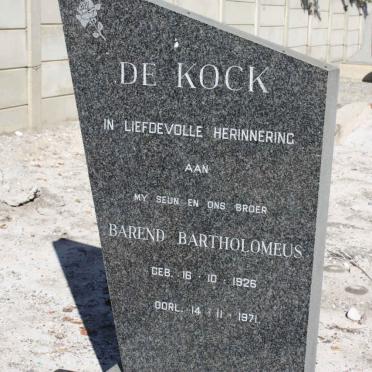 DE KOCK
IN LIEFDEVOLLE HERINNERING
AAN
MY SEUN EN ONS BROER
BAREND BARTHOLOMEUS
GEB. 16 · 10 · 1926
OORL. 14 · 11 · 1971.